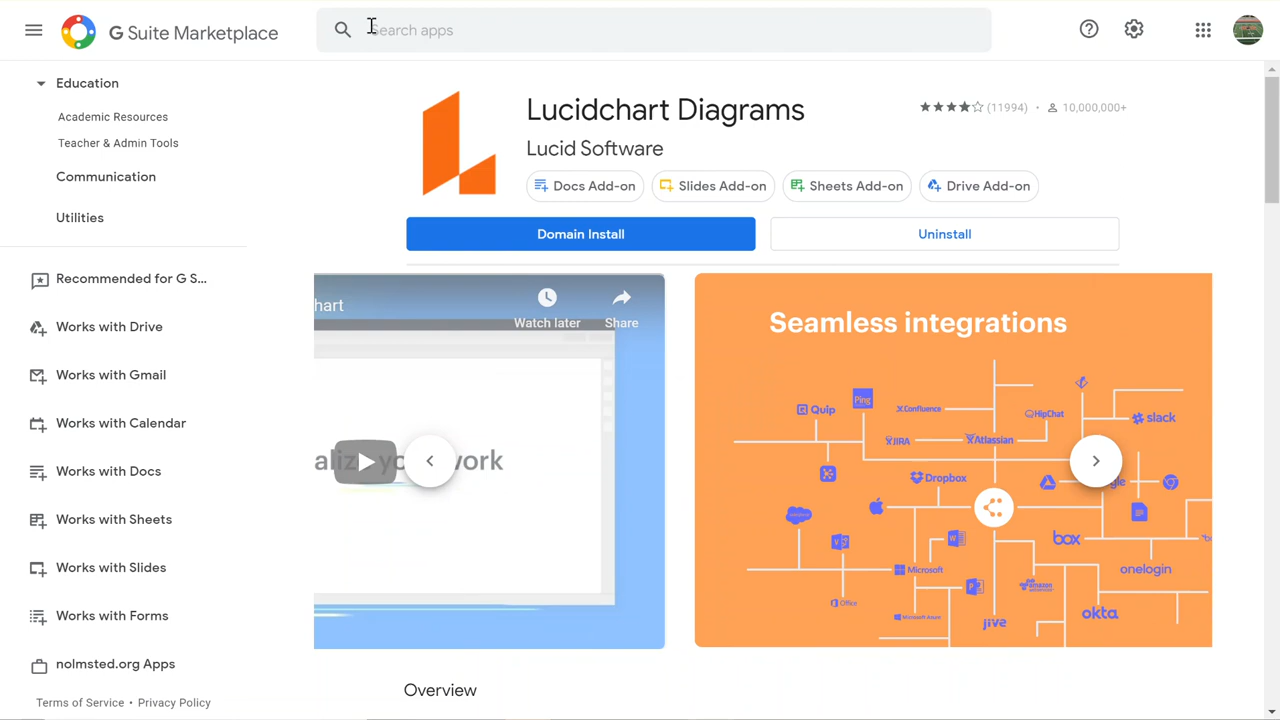 G Suite Marketplace
Search apps
Education
Academic Resources
Teacher & Admin Tools
Communication
Utilities
Recommended for G S...
Works with Drive
Works with Gmail
Works with Calendar
Works with Docs
Works with Sheets
Works with Slides
Works with Forms
nolmsted.org Apps
Terms of Service • Privacy Policy
Lucidchart Diagrams
(11994) • 10,000,000+
Lucid Software
Docs Add-on
Slides Add-on
Sheets Add-on
Drive Add-on
Domain Install
Uninstall
hart
Watch later
Share
Seamless integrations
Quip
Ping
Confluence
HipChat
slack
JIRA
Atlassian
Dropbox
box
Microsoft
onelogin
Office
Microsoft Azure
jive
okta
Overview